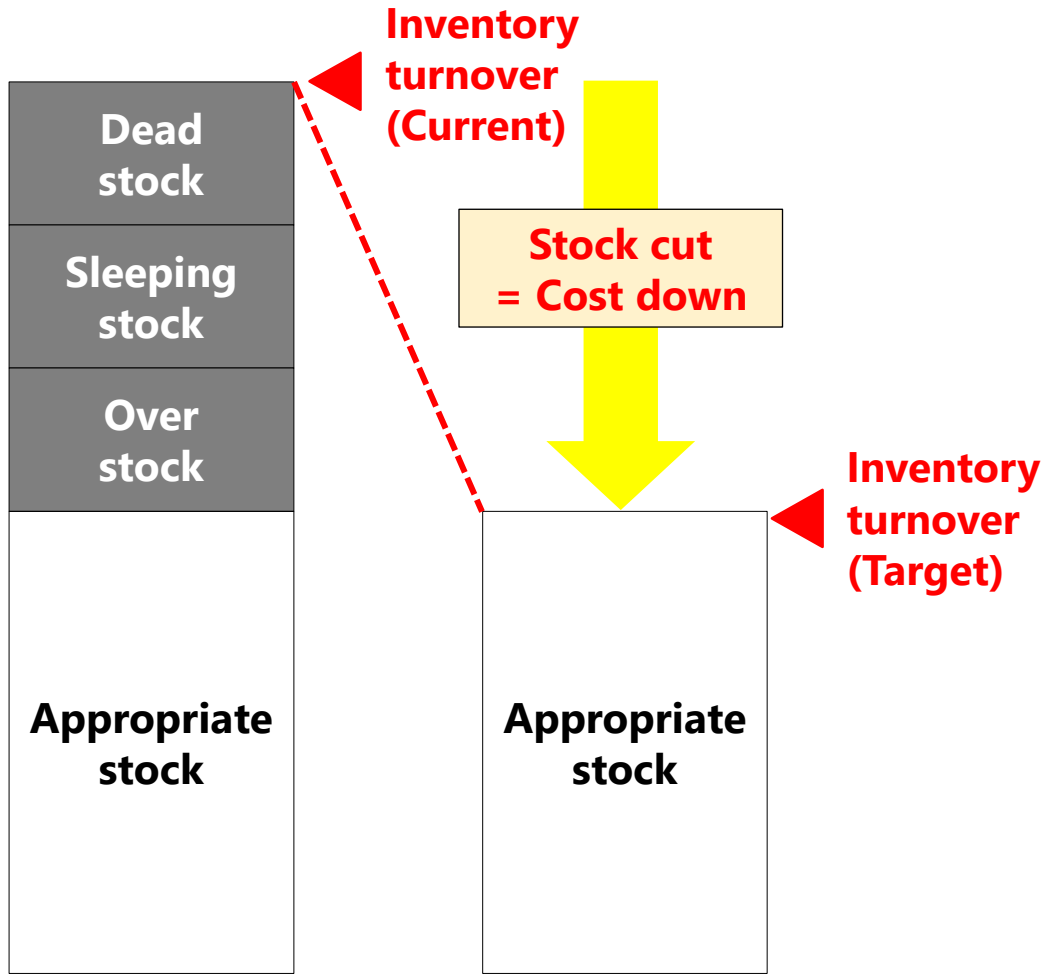 Inventory
turnover
(Current)
Dead
stock
Sleeping
stock
Over
stock
Appropriate
stock
Stock cut
= Cost down
Inventory
turnover
(Target)
Appropriate
stock